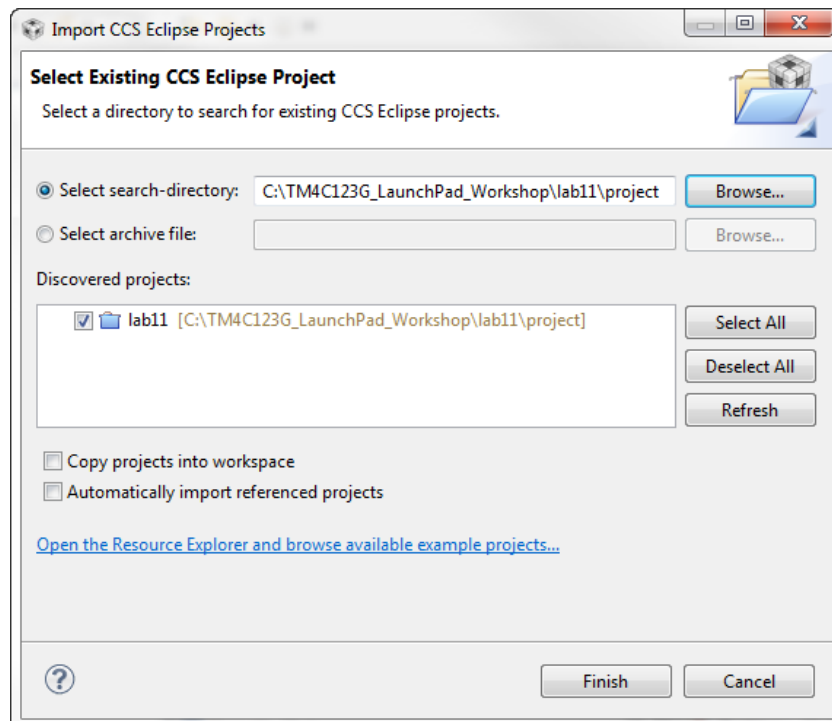 Import CCS Eclipse Projects
Select Existing CCS Eclipse Project
Select a directory to search for existing CCS Eclipse projects.
Select search-directory: C:\TM4C123G_LaunchPad_Workshop\lab11\project Browse...
Select archive file: Browse...
Discovered projects:
lab11 [C:\TM4C123G_LaunchPad_Workshop\lab11\project]
Select All
Deselect All
Refresh
Copy projects into workspace
Automatically import referenced projects
Open the Resource Explorer and browse available example projects...
? Finish Cancel